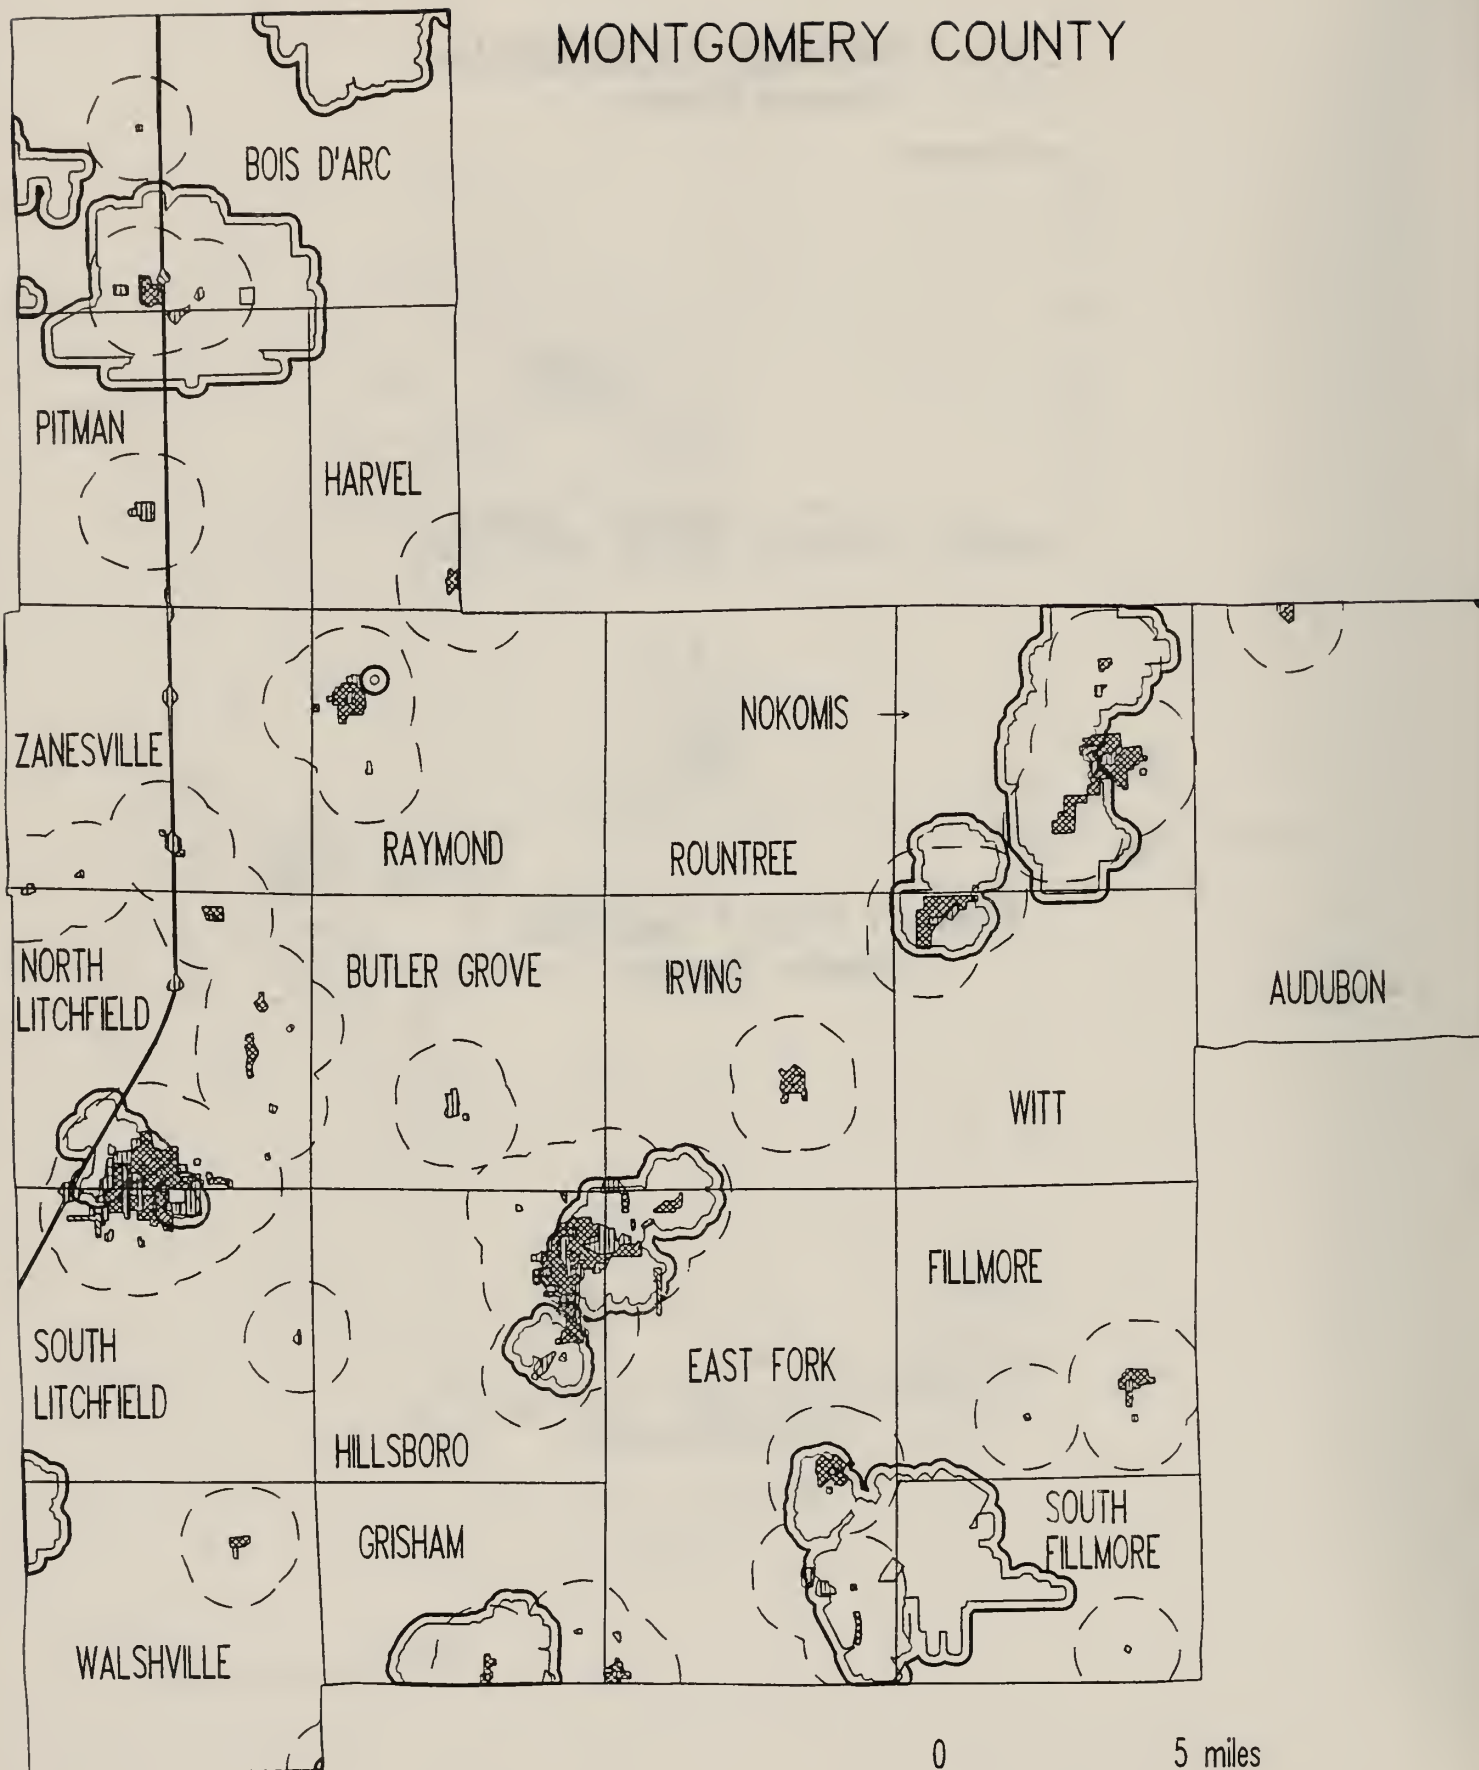 MONTGOMERY COUNTY
BOIS D'ARC
PITMAN
HARVEL
NOKOMIS
ZANESVILLE
RAYMOND
ROUNTREE
NORTH
LITCHFIELD
BUTLER GROVE
IRVING
AUDUBON
WITT
FILLMORE
SOUTH
LITCHFIELD
EAST FORK
HILLSBORO
SOUTH
FILLMORE
GRISHAM
WALSHVILLE
0 5 miles